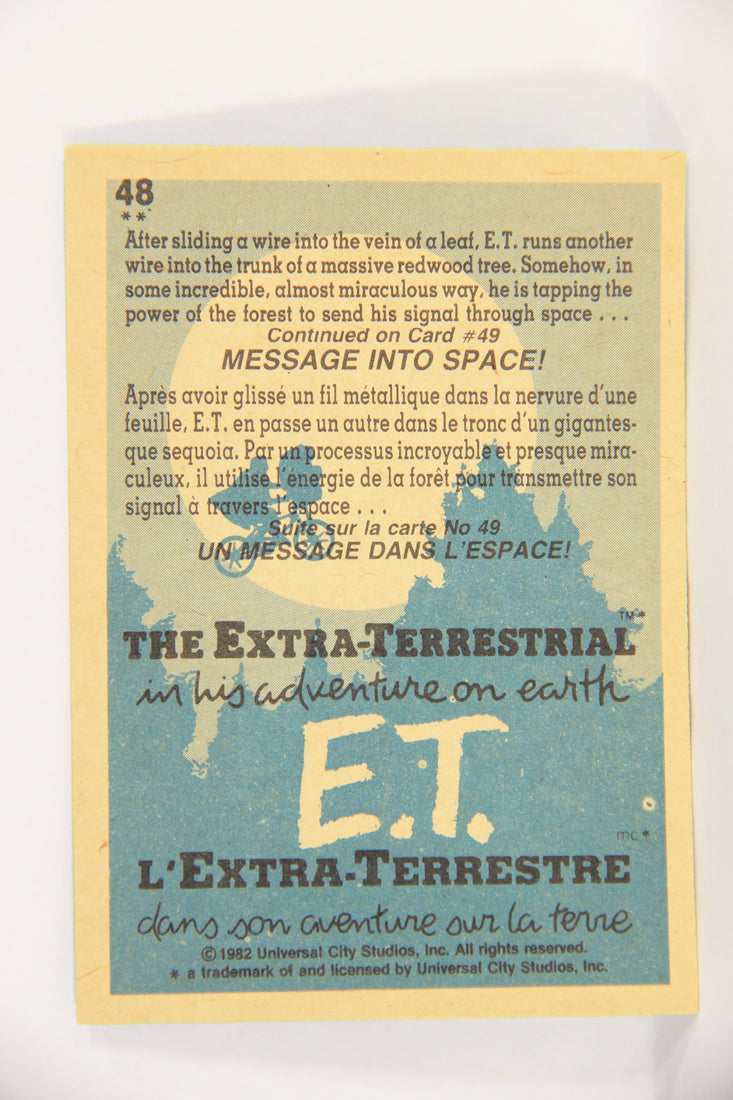 48
**
After sliding a wire into the vein of a leaf, E.T. runs another
wire into the trunk of a massive redwood tree. Somehow, in
some incredible, almost miraculous way, he is tapping the
power of the forest to send his signal through space . . .
Continued on Card #49
MESSAGE INTO SPACE!
Après avoir glissé un fil métallique dans la nervure d'une
feuille, E.T. en passe un autre dans le tronc d'un gigantes-
que sequoia. Par un processus incroyable et presque mira-
culeux, il utilise l'énergie de la forêt pour transmettre son
signal à travers l'espace . . .
Suite sur la carte No 49
UN MESSAGE DANS L'ESPACE!
TM*
THE EXTRA-TERRESTRIAL
in his adventure on earth
E.T.
mc*
L'EXTRA-TERRESTRE
dans son aventure sur la terre
©1982 Universal City Studios, Inc. All rights reserved.
* a trademark of and licensed by Universal City Studios, Inc.